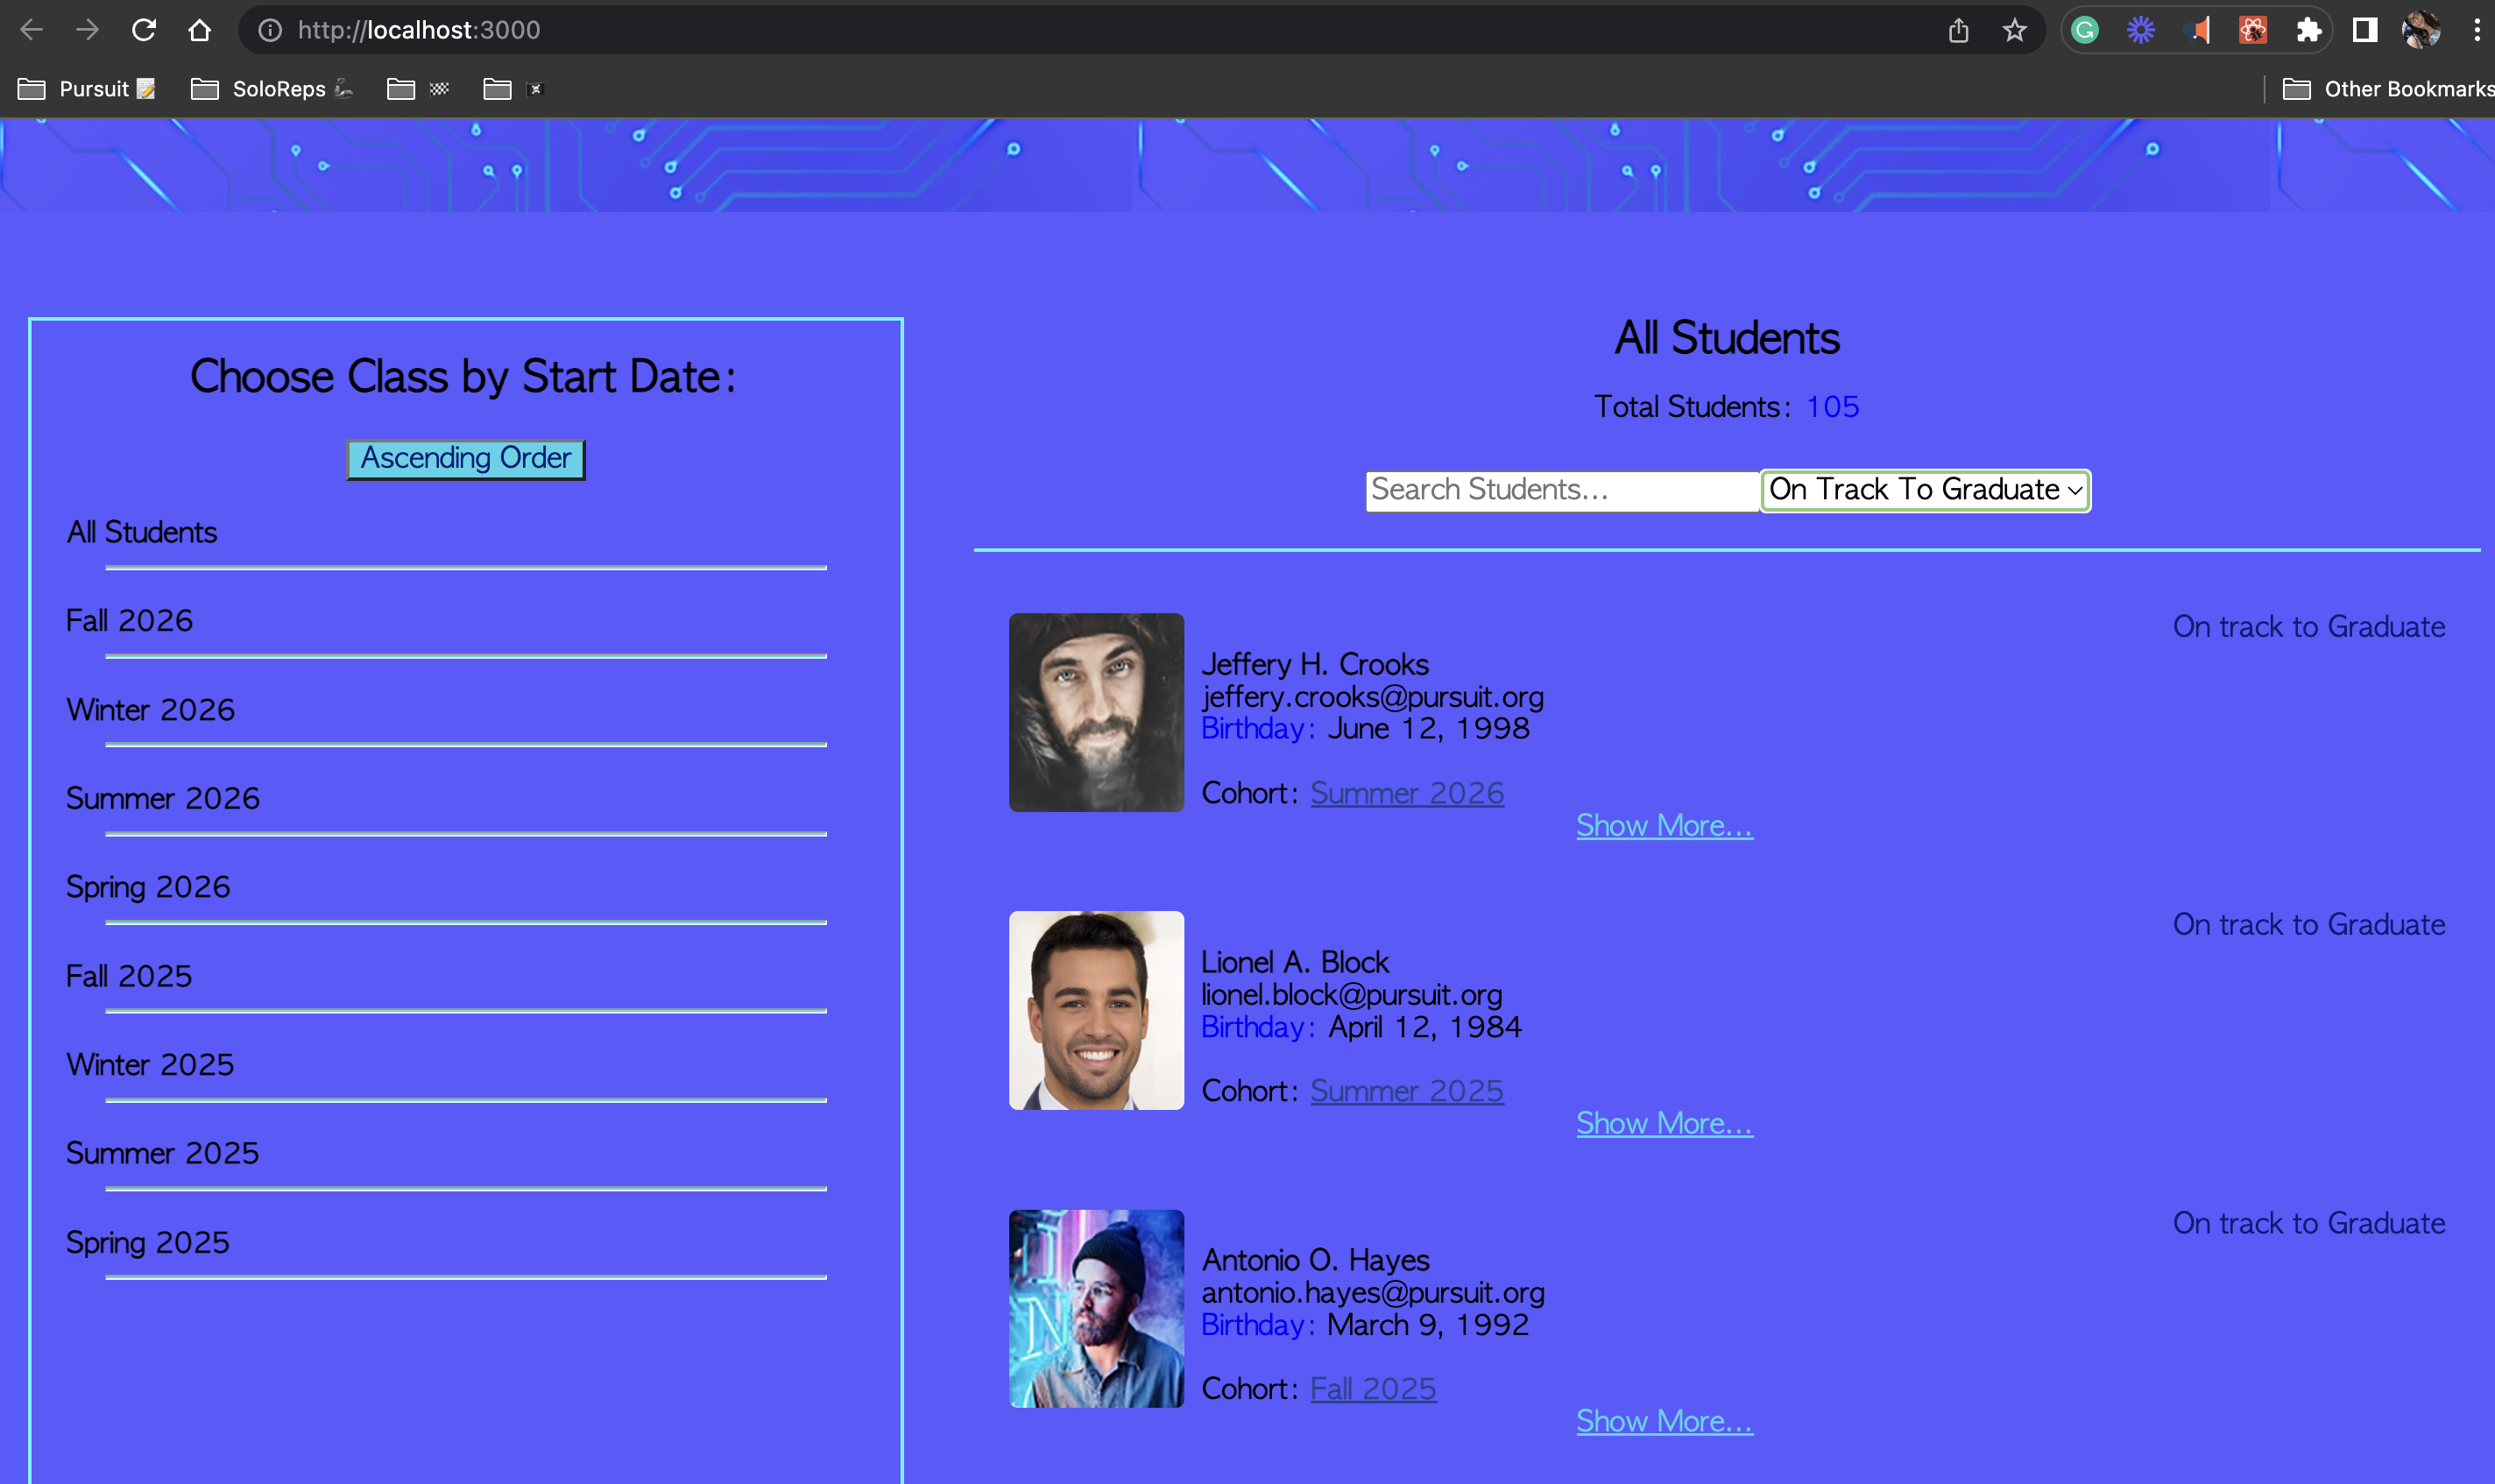 http://localhost:3000
Pursuit
SoloReps
Other Bookmarks
Choose Class by Start Date:
Ascending Order
All Students
Fall 2026
Winter 2026
Summer 2026
Spring 2026
Fall 2025
Winter 2025
Summer 2025
Spring 2025
All Students
Total Students: 105
Search Students...
On Track To Graduate
On track to Graduate
Jeffery H. Crooks
jeffery.crooks@pursuit.org
Birthday: June 12, 1998
Cohort: Summer 2026
Show More...
On track to Graduate
Lionel A. Block
lionel.block@pursuit.org
Birthday: April 12, 1984
Cohort: Summer 2025
Show More...
On track to Graduate
Antonio O. Hayes
antonio.hayes@pursuit.org
Birthday: March 9, 1992
Cohort: Fall 2025
Show More...